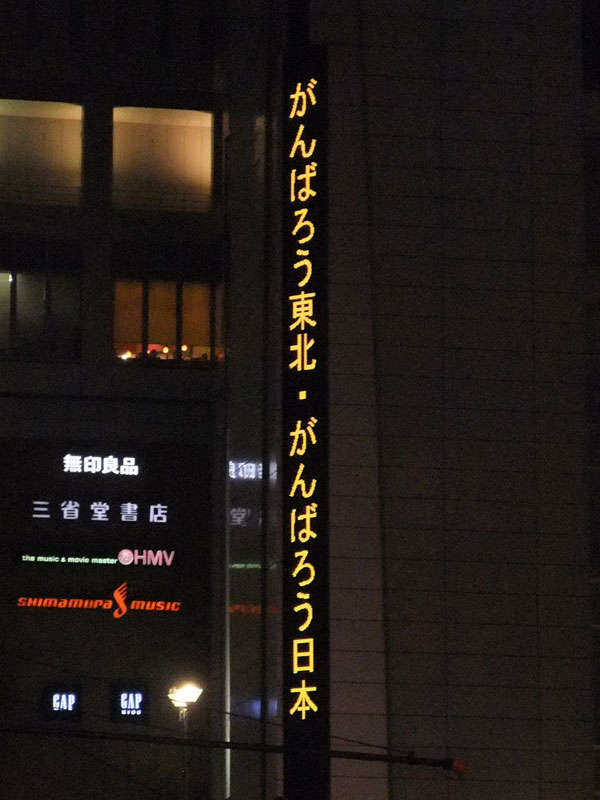 がんばろう東北・がんばろう日本
無印良品
三省堂書店
the music & movie master HMV
SHIMAMURA MUSIC
GAP
GAP
KIDS